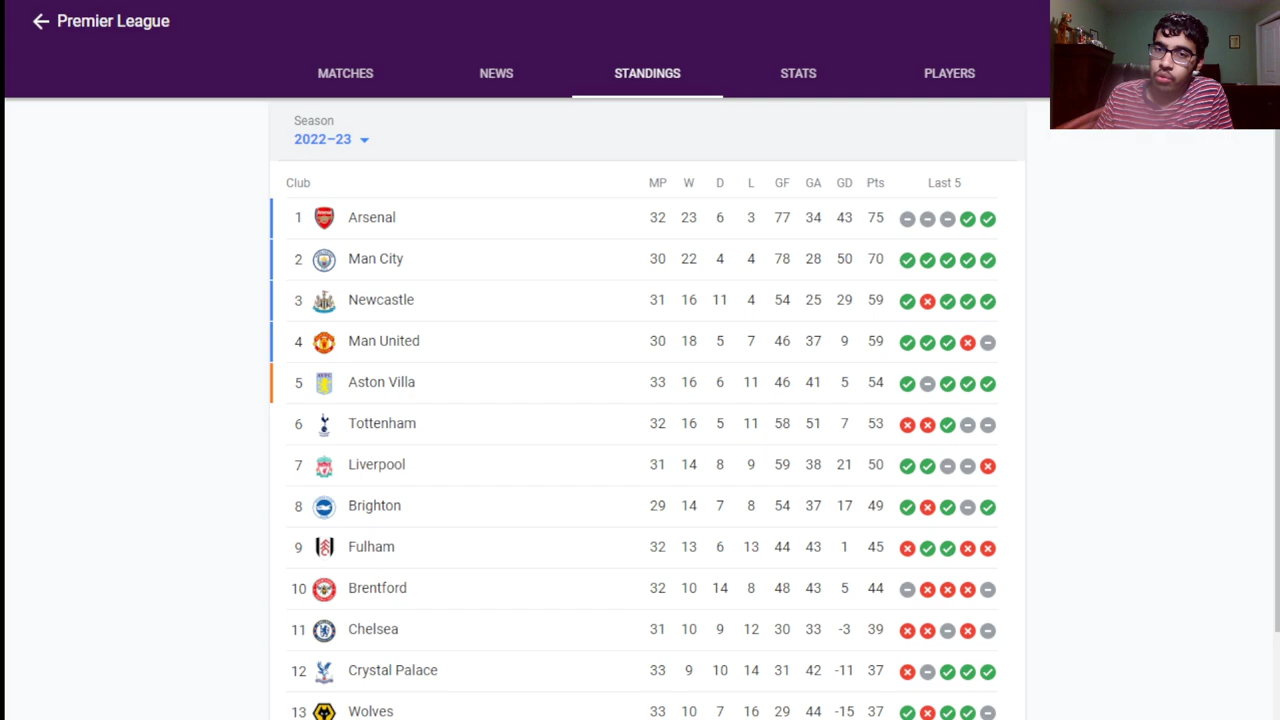 Premier League
MATCHES NEWS STANDINGS STATS PLAYERS
Season
2022–23
Club MP W D L GF GA GD Pts Last 5
1 Arsenal 32 23 6 3 77 34 43 75
2 Man City 30 22 4 4 78 28 50 70
3 Newcastle 31 16 11 4 54 25 29 59
4 Man United 30 18 5 7 46 37 9 59
5 Aston Villa 33 16 6 11 46 41 5 54
6 Tottenham 32 16 5 11 58 51 7 53
7 Liverpool 31 14 8 9 59 38 21 50
8 Brighton 29 14 7 8 54 37 17 49
9 Fulham 32 13 6 13 44 43 1 45
10 Brentford 32 10 14 8 48 43 5 44
11 Chelsea 31 10 9 12 30 33 -3 39
12 Crystal Palace 33 9 10 14 31 42 -11 37
13 Wolves 33 10 7 16 29 44 -15 37